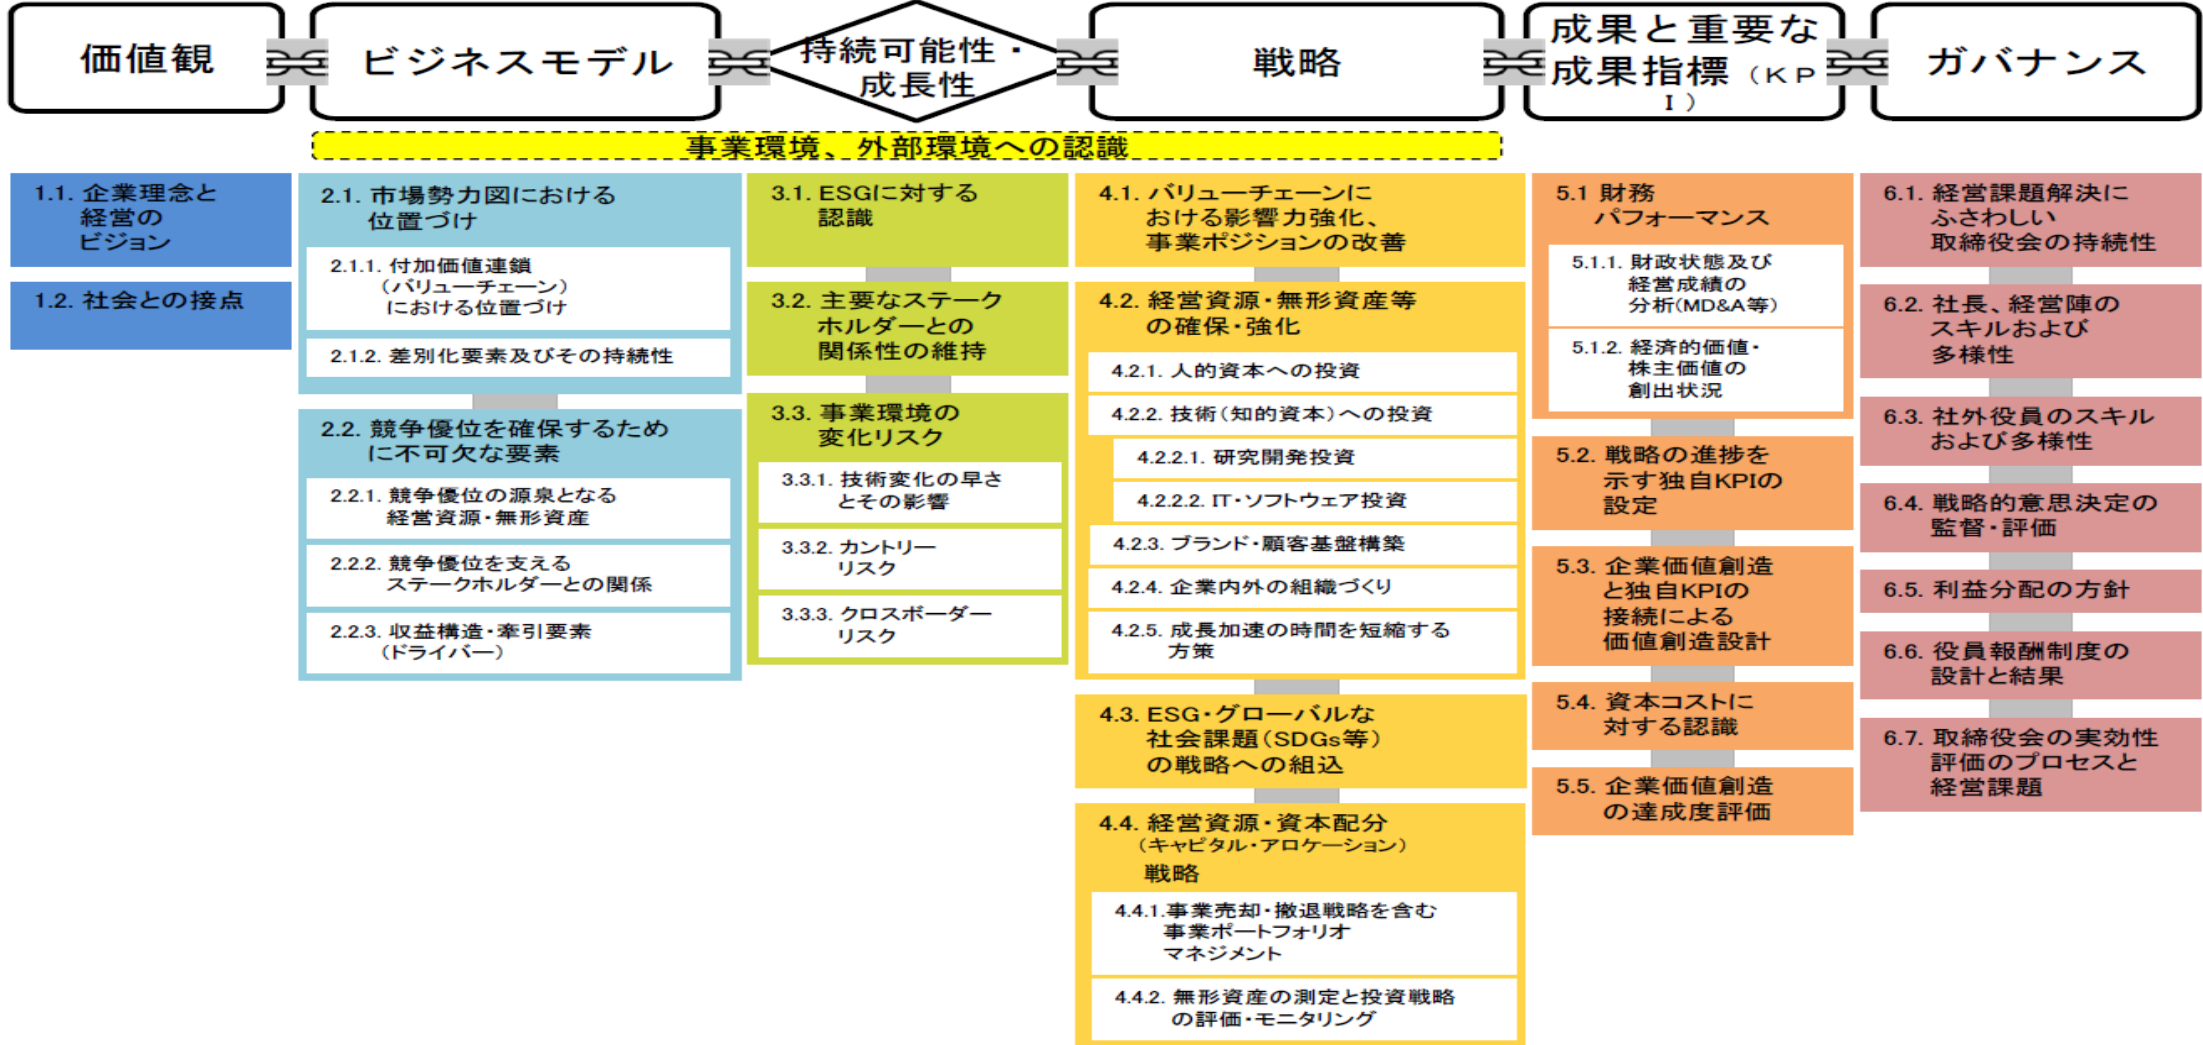 価値観
ビジネスモデル
持続可能性・
成長性
戦略
成果と重要な
成果指標（ＫＰ
Ｉ）
ガバナンス
事業環境、外部環境への認識
1.1. 企業理念と
経営の
ビジョン
1.2. 社会との接点
2.1. 市場勢力図における
位置づけ
2.1.1. 付加価値連鎖
（バリューチェーン）
における位置づけ
2.1.2. 差別化要素及びその持続性
2.2. 競争優位を確保するため
に不可欠な要素
2.2.1. 競争優位の源泉となる
経営資源・無形資産
2.2.2. 競争優位を支える
ステークホルダーとの関係
2.2.3. 収益構造・牽引要素
（ドライバー）
3.1. ESGに対する
認識
3.2. 主要なステーク
ホルダーとの
関係性の維持
3.3. 事業環境の
変化リスク
3.3.1. 技術変化の早さ
とその影響
3.3.2. カントリー
リスク
3.3.3. クロスボーダー
リスク
4.1. バリューチェーンに
おける影響力強化、
事業ポジションの改善
4.2. 経営資源・無形資産等
の確保・強化
4.2.1. 人的資本への投資
4.2.2. 技術（知的資本）への投資
4.2.2.1. 研究開発投資
4.2.2.2. IT・ソフトウェア投資
4.2.3. ブランド・顧客基盤構築
4.2.4. 企業内外の組織づくり
4.2.5. 成長加速の時間を短縮する
方策
4.3. ESG・グローバルな
社会課題（SDGs等）
の戦略への組込
4.4. 経営資源・資本配分
（キャピタル・アロケーション）
戦略
4.4.1.事業売却・撤退戦略を含む
事業ポートフォリオ
マネジメント
4.4.2. 無形資産の測定と投資戦略
の評価・モニタリング
5.1 財務
パフォーマンス
5.1.1. 財政状態及び
経営成績の
分析(MD&A等)
5.1.2. 経済的価値・
株主価値の
創出状況
5.2. 戦略の進捗を
示す独自KPIの
設定
5.3. 企業価値創造
と独自KPIの
接続による
価値創造設計
5.4. 資本コストに
対する認識
5.5. 企業価値創造
の達成度評価
6.1. 経営課題解決に
ふさわしい
取締役会の持続性
6.2. 社長、経営陣の
スキルおよび
多様性
6.3. 社外役員のスキル
および多様性
6.4. 戦略的意思決定の
監督・評価
6.5. 利益分配の方針
6.6. 役員報酬制度の
設計と結果
6.7. 取締役会の実効性
評価のプロセスと
経営課題